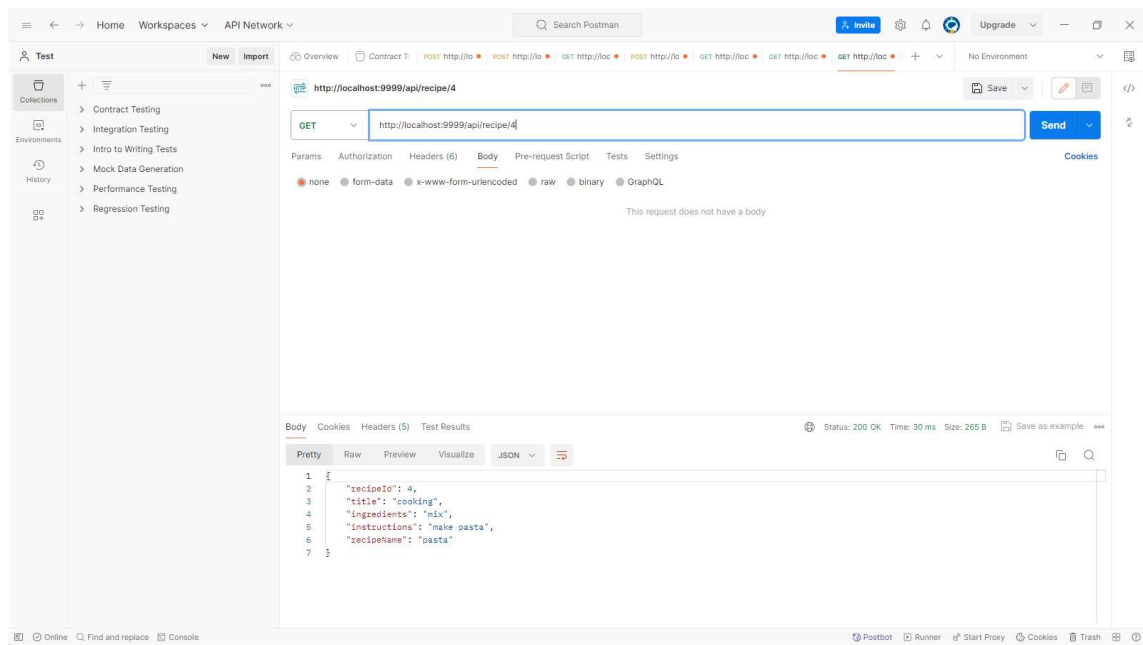 Home Workspaces API Network Search Postman Invite Upgrade
Test New Import Overview Contract T POST http://lo POST http://lo GET http://loc POST http://lo GET http://loc GET http://loc GET http://loc No Environment
Collections
Environments
History
Contract Testing
Integration Testing
Intro to Writing Tests
Mock Data Generation
Performance Testing
Regression Testing
http://localhost:9999/api/recipe/4 Save
GET http://localhost:9999/api/recipe/4 Send
Params Authorization Headers (6) Body Pre-request Script Tests Settings Cookies
none form-data x-www-form-urlencoded raw binary GraphQL
This request does not have a body
Body Cookies Headers (5) Test Results Status: 200 OK Time: 30 ms Size: 265 B Save as example
Pretty Raw Preview Visualize JSON
1 {
2 "recipeId": 4,
3 "title": "cooking",
4 "ingredients": "mix",
5 "instructions": "make pasta",
6 "recipeName": "pasta"
7 }
Online Find and replace Console Postbot Runner Start Proxy Cookies Trash